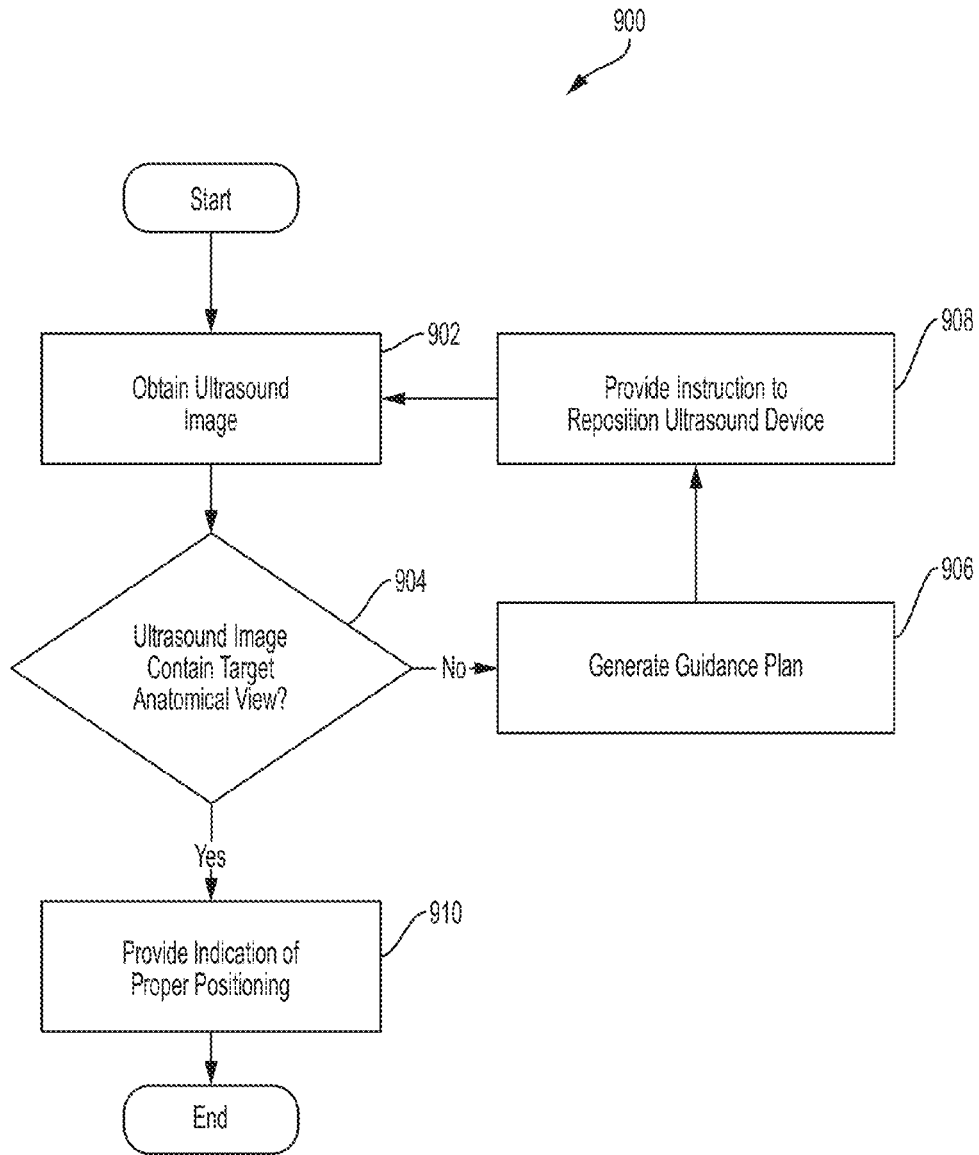 900
Start
902
Obtain Ultrasound
Image
908
Provide Instruction to
Reposition Ultrasound Device
904
Ultrasound Image
Contain Target
Anatomical View?
No
906
Generate Guidance Plan
Yes
910
Provide Indication of
Proper Positioning
End